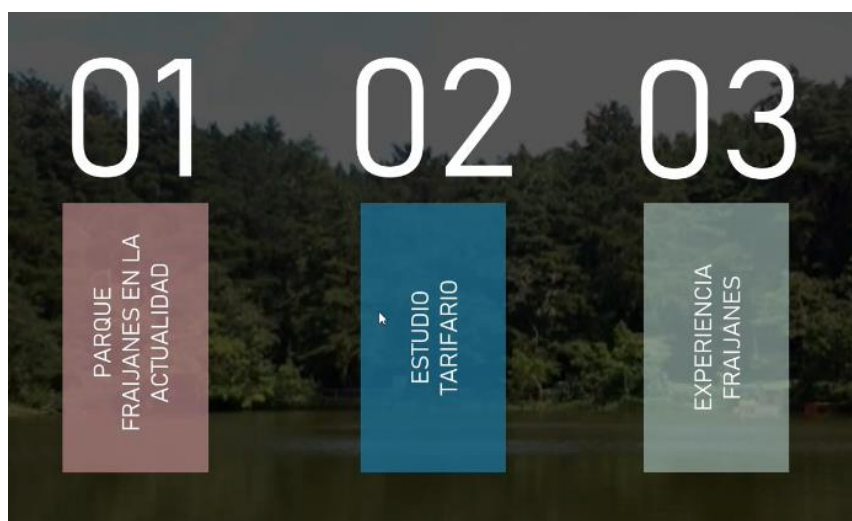 01
PARQUE
FRAIJANES EN LA
ACTUALIDAD
02
ESTUDIO
TARIFARIO
03
EXPERIENCIA
FRAIJANES